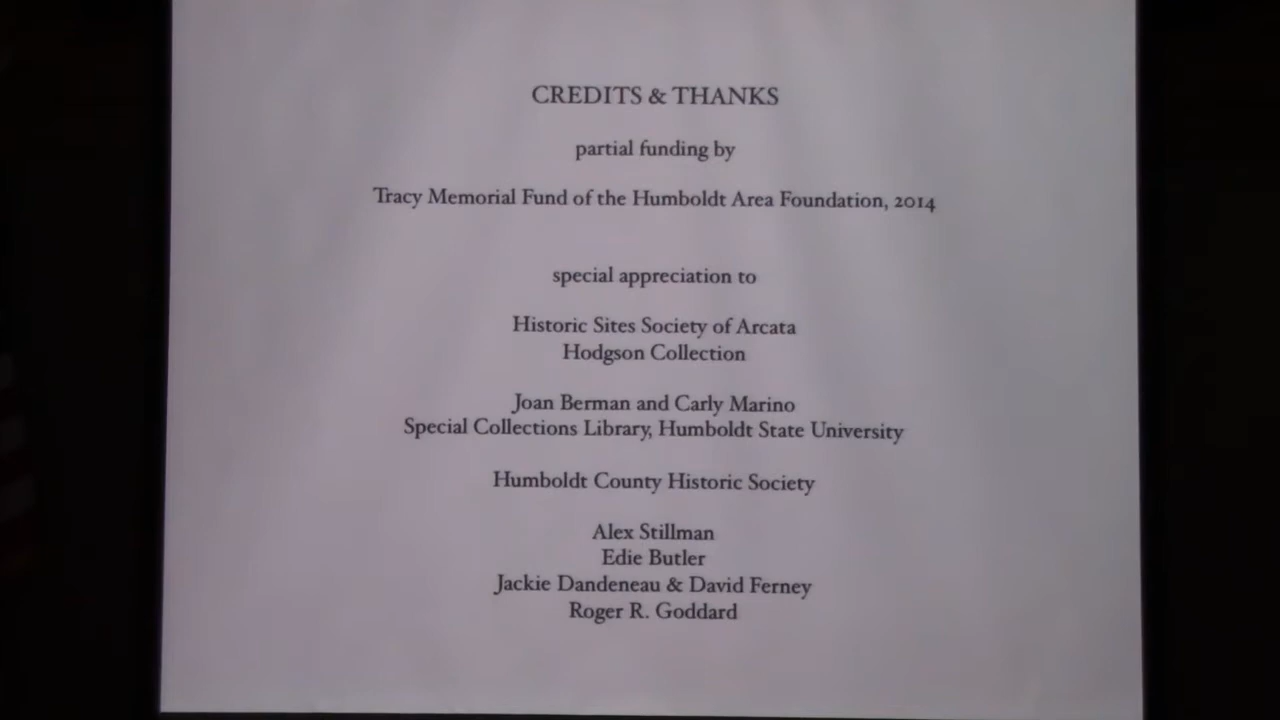 CREDITS & THANKS
partial funding by
Tracy Memorial Fund of the Humboldt Area Foundation, 2014
special appreciation to
Historic Sites Society of Arcata
Hodgson Collection
Joan Berman and Carly Marino
Special Collections Library, Humboldt State University
Humboldt County Historic Society
Alex Stillman
Edie Butler
Jackie Dandeneau & David Ferney
Roger R. Goddard